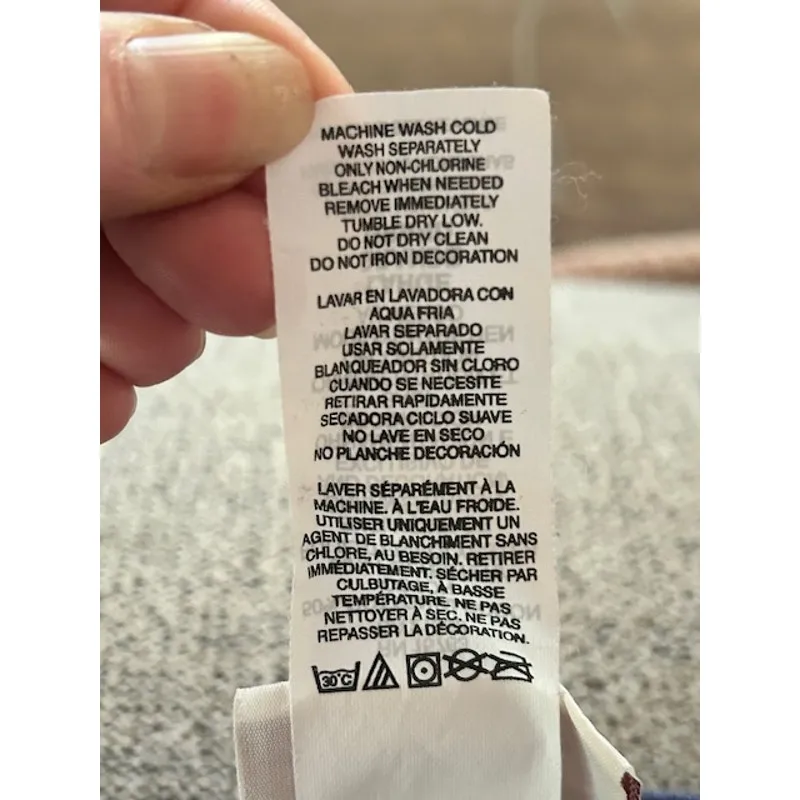 MACHINE WASH COLD
WASH SEPARATELY
ONLY NON-CHLORINE
BLEACH WHEN NEEDED
REMOVE IMMEDIATELY
TUMBLE DRY LOW.
DO NOT DRY CLEAN
DO NOT IRON DECORATION
LAVAR EN LAVADORA CON
AQUA FRIA
LAVAR SEPARADO
USAR SOLAMENTE
BLANQUEADOR SIN CLORO
CUANDO SE NECESITE
RETIRAR RAPIDAMENTE
SECADORA CICLO SUAVE
NO LAVE EN SECO
NO PLANCHE DECORACIÓN
LAVER SÉPARÉMENT À LA
MACHINE. À L'EAU FROIDE.
UTILISER UNIQUEMENT UN
AGENT DE BLANCHIMENT SANS
CHLORE, AU BESOIN. RETIRER
IMMÉDIATEMENT. SÉCHER PAR
CULBUTAGE, À BASSE
TEMPÉRATURE. NE PAS
NETTOYER À SEC. NE PAS
REPASSER LA DÉCORATION.
30°C